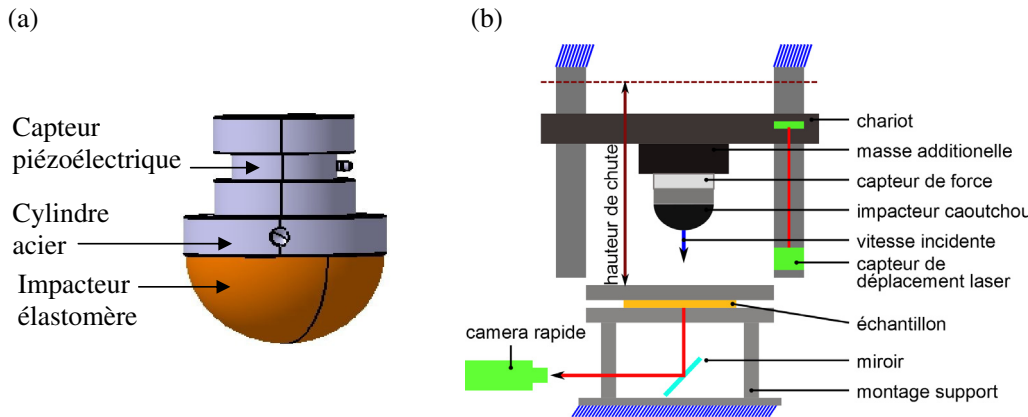 (a)
Capteur
piézoélectrique
Cylindre
acier
Impacteur
élastomère
(b)
hauteur de chute
chariot
masse additionelle
capteur de force
impacteur caoutchou
vitesse incidente
capteur de
déplacement laser
échantillon
camera rapide
miroir
montage support